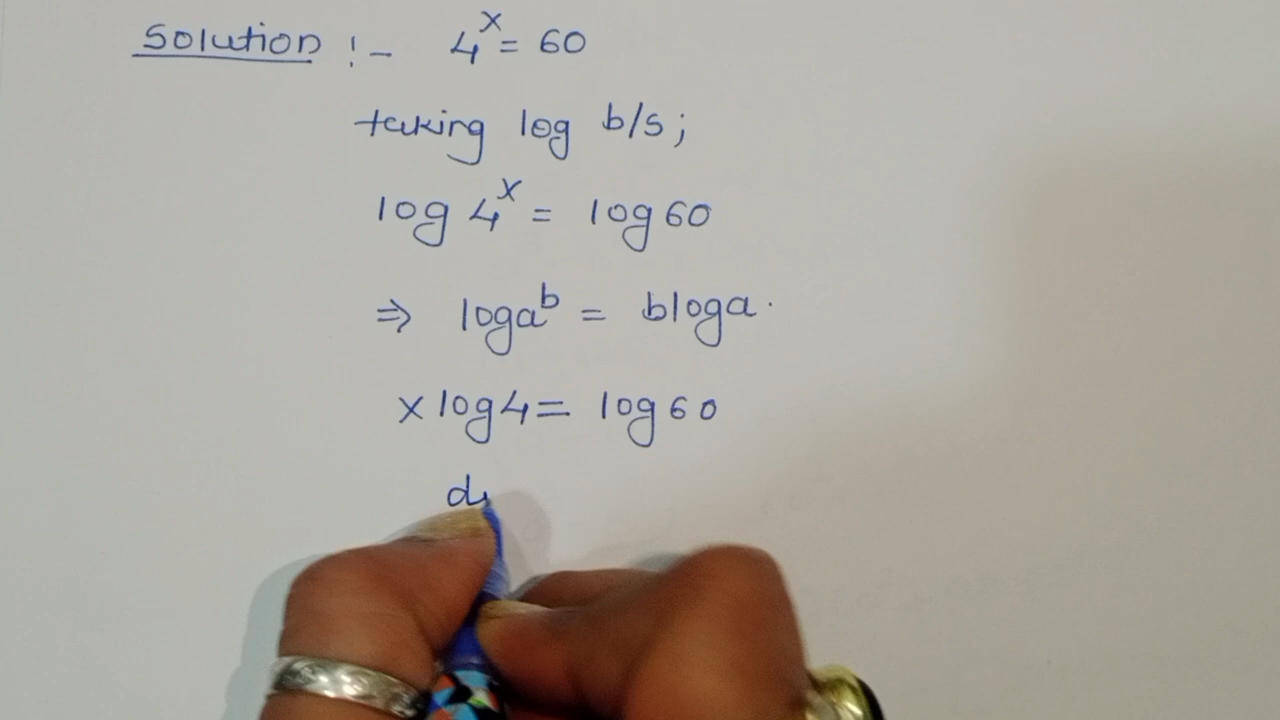 Solution :- 4^x = 60
taking log b/s;
log 4^x = log 60
⇒ log a^b = b log a.
x log 4 = log 60